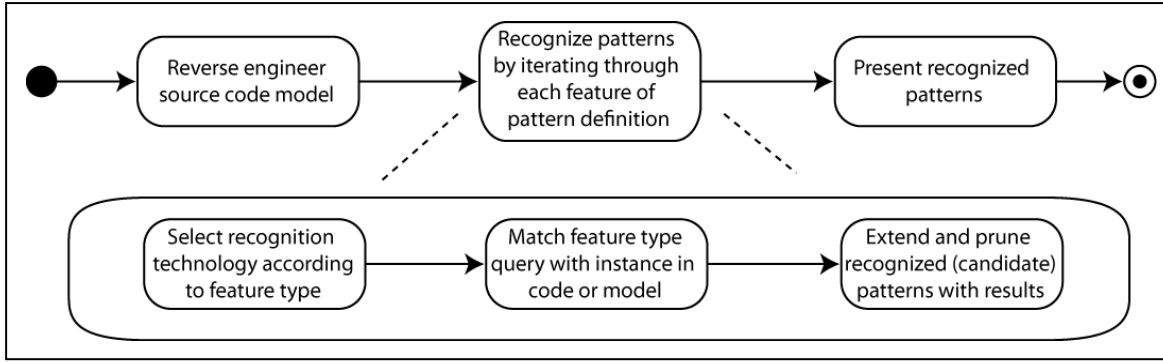 Reverse engineer
source code model
Recognize patterns
by iterating through
each feature of
pattern definition
Present recognized
patterns
Select recognition
technology according
to feature type
Match feature type
query with instance in
code or model
Extend and prune
recognized (candidate)
patterns with results